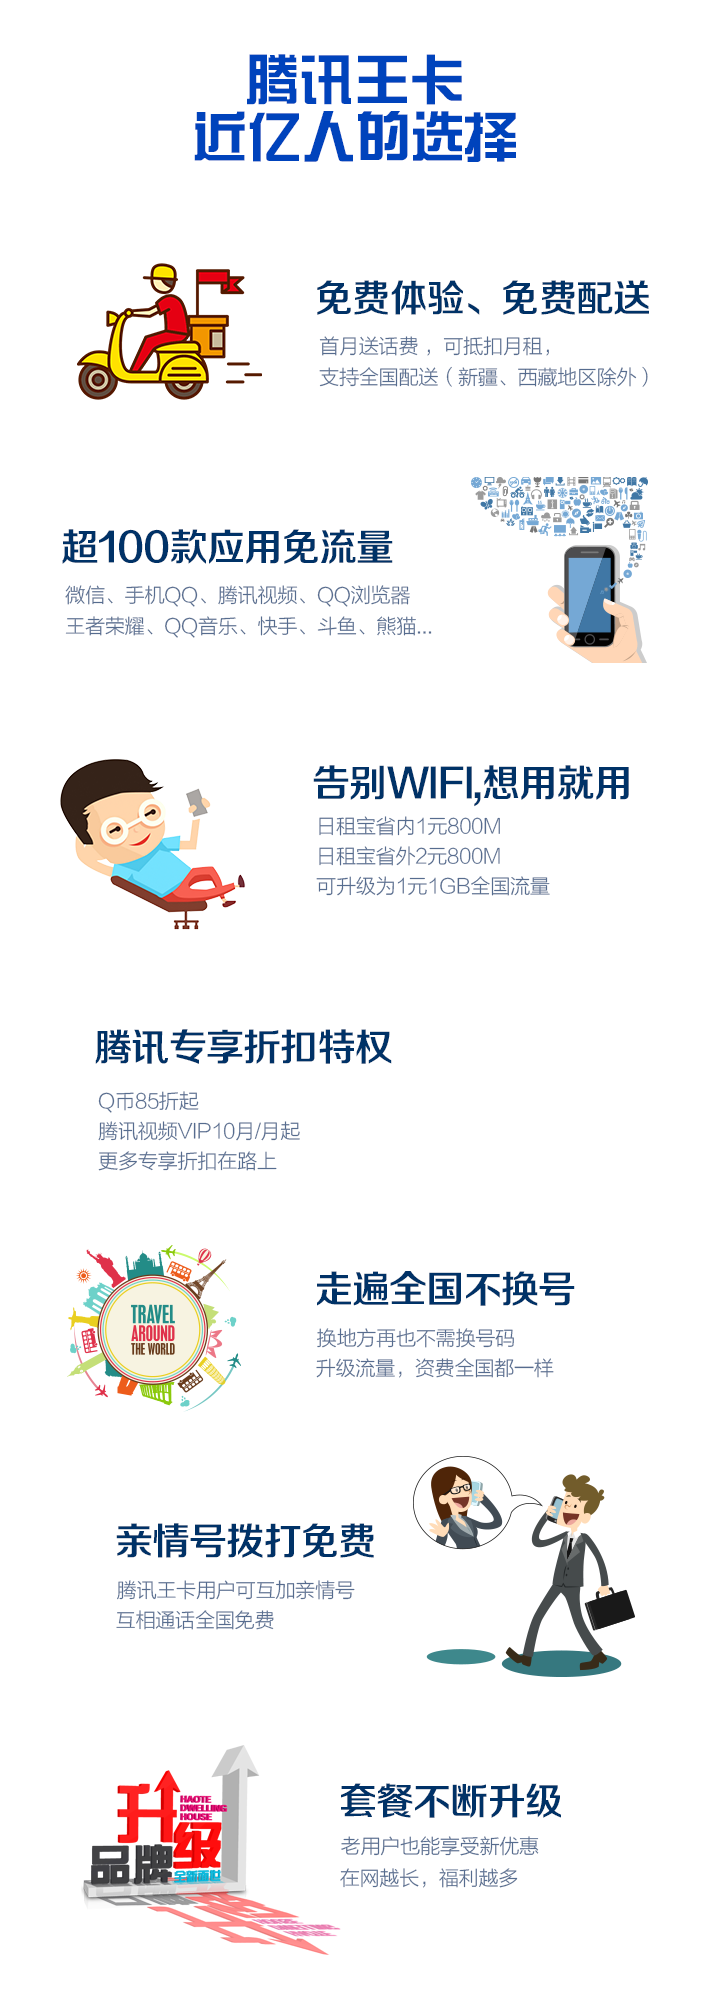 腾讯王卡
近亿人的选择
免费体验、免费配送
首月送话费，可抵扣月租，
支持全国配送（新疆、西藏地区除外）
超100款应用免流量
微信、手机QQ、腾讯视频、QQ浏览器
王者荣耀、QQ音乐、快手、斗鱼、熊猫...
告别WIFI,想用就用
日租宝省内1元800M
日租宝省外2元800M
可升级为1元1GB全国流量
腾讯专享折扣特权
Q币85折起
腾讯视频VIP10月/月起
更多专享折扣在路上
TRAVEL
AROUND
THE WORLD
走遍全国不换号
换地方再也不需换号码
升级流量，资费全国都一样
亲情号拨打免费
腾讯王卡用户可互加亲情号
互相通话全国免费
升级
HAOTE
DWELLING
HOUSE
品牌
全新面世
套餐不断升级
老用户也能享受新优惠
在网越长，福利越多